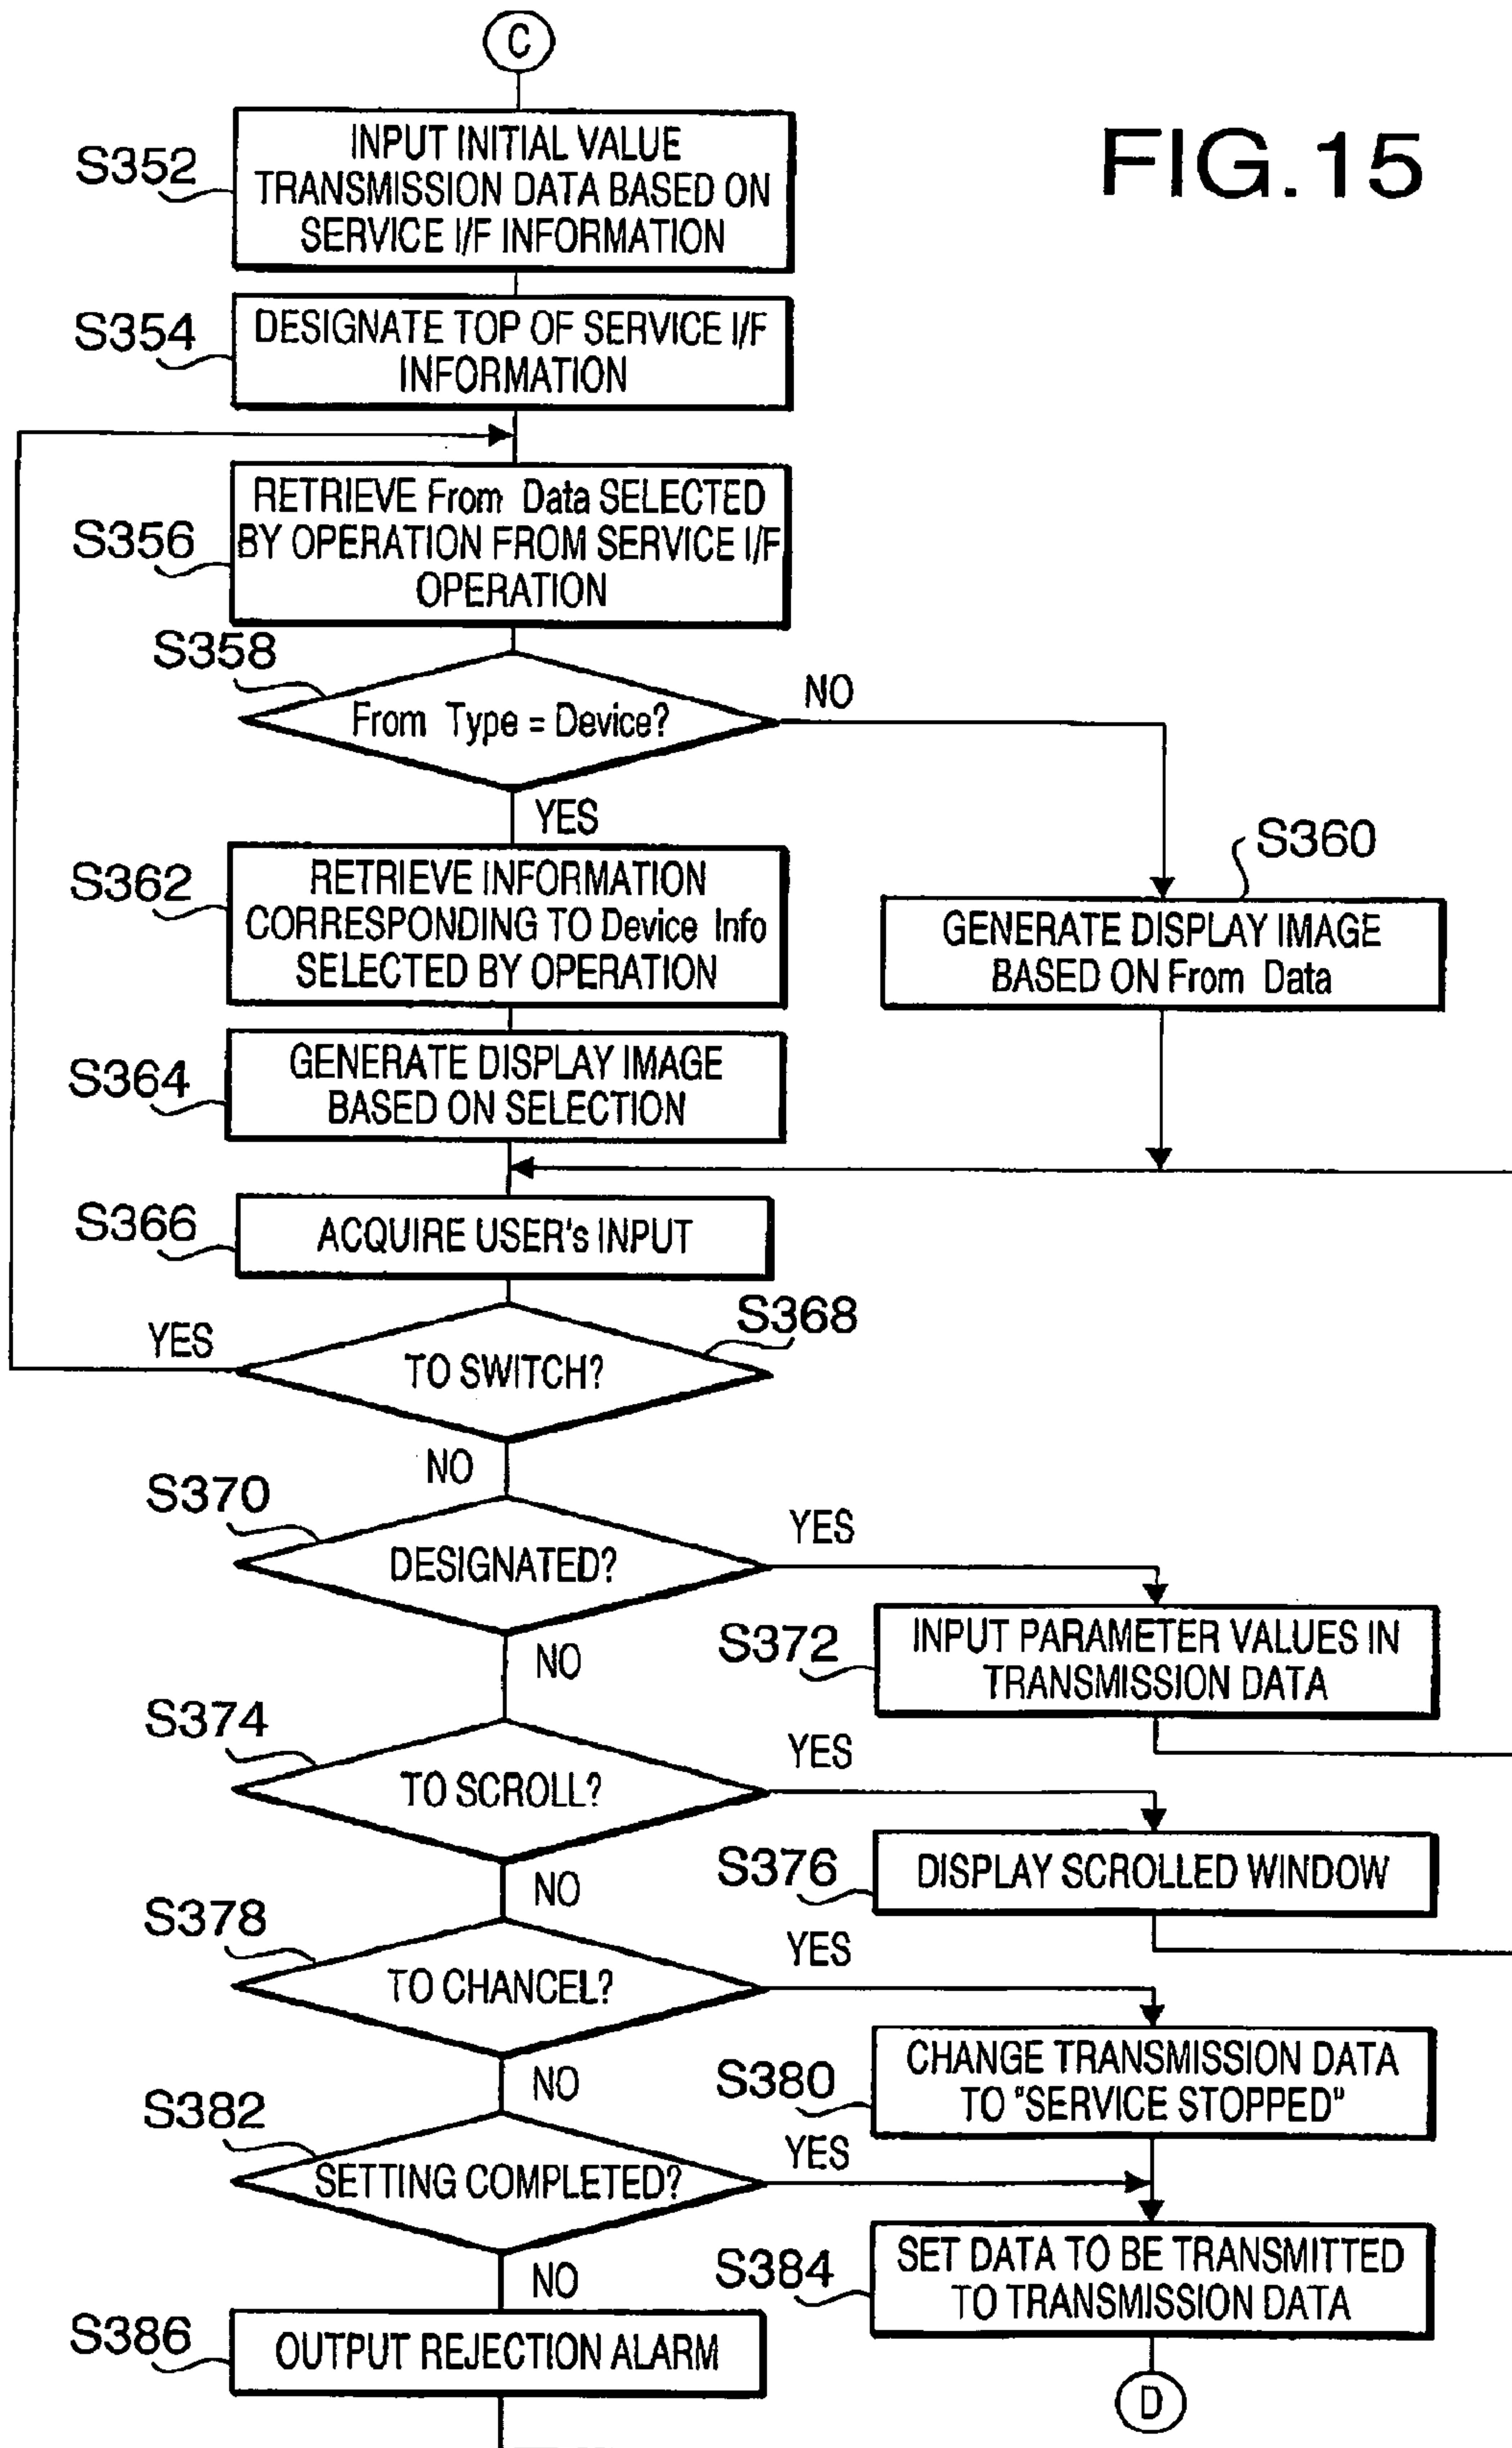 C
FIG.15
S352
INPUT INITIAL VALUE
TRANSMISSION DATA BASED ON
SERVICE I/F INFORMATION
S354
DESIGNATE TOP OF SERVICE I/F
INFORMATION
S356
RETRIEVE From Data SELECTED
BY OPERATION FROM SERVICE I/F
OPERATION
S358
From Type = Device?
NO
YES
S360
GENERATE DISPLAY IMAGE
BASED ON From Data
S362
RETRIEVE INFORMATION
CORRESPONDING TO Device Info
SELECTED BY OPERATION
S364
GENERATE DISPLAY IMAGE
BASED ON SELECTION
S366
ACQUIRE USER's INPUT
S368
YES
TO SWITCH?
NO
S370
DESIGNATED?
YES
NO
S372
INPUT PARAMETER VALUES IN
TRANSMISSION DATA
S374
TO SCROLL?
YES
NO
S376
DISPLAY SCROLLED WINDOW
S378
TO CHANCEL?
YES
NO
S380
CHANGE TRANSMISSION DATA
TO "SERVICE STOPPED"
S382
SETTING COMPLETED?
YES
NO
S384
SET DATA TO BE TRANSMITTED
TO TRANSMISSION DATA
S386
OUTPUT REJECTION ALARM
D